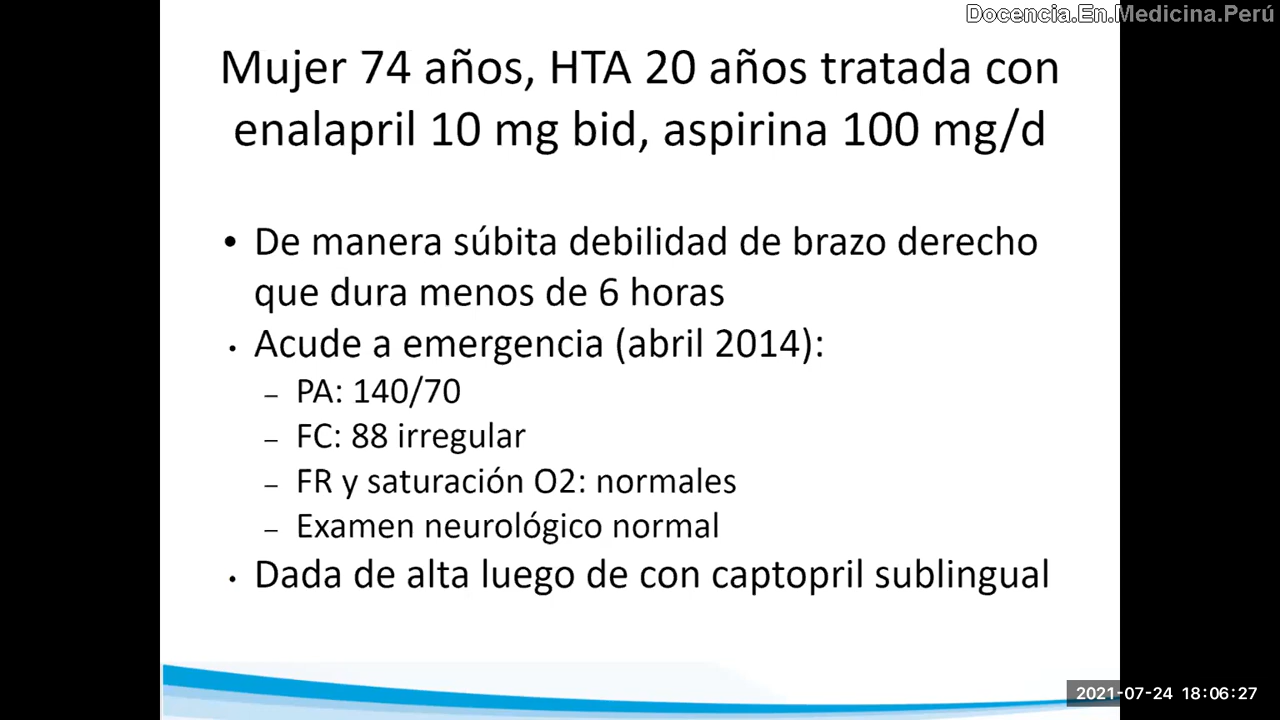 Docencia.En.Medicina.Perú
Mujer 74 años, HTA 20 años tratada con
enalapril 10 mg bid, aspirina 100 mg/d
• De manera súbita debilidad de brazo derecho
que dura menos de 6 horas
• Acude a emergencia (abril 2014):
– PA: 140/70
– FC: 88 irregular
– FR y saturación O2: normales
– Examen neurológico normal
• Dada de alta luego de con captopril sublingual
2021-07-24 18:06:27